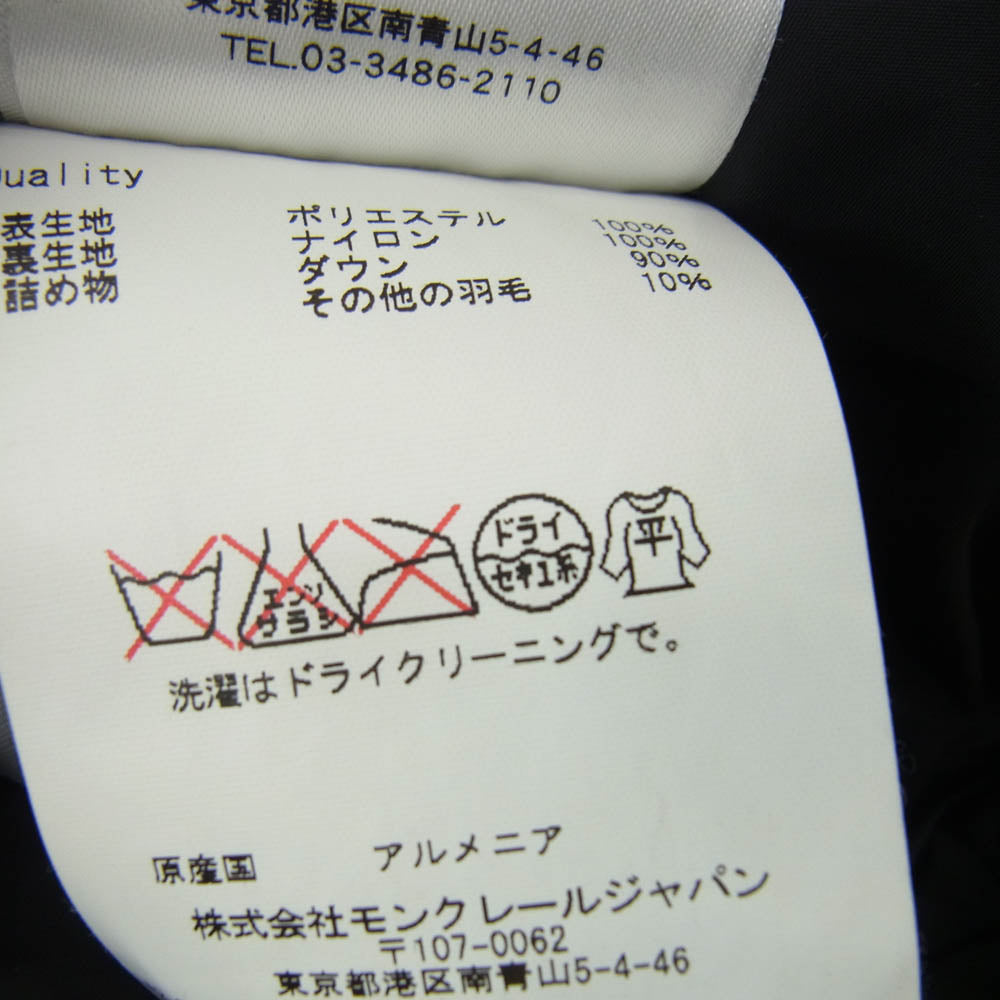 東京都港区南青山5-4-46
TEL.03-3486-2110
Quality
表生地 ポリエステル 100%
裏生地 ナイロン 100%
詰め物 ダウン 90%
その他の羽毛 10%
エンソ サラシ
ドライ セキユ系
平
洗濯はドライクリーニングで。
原産国 アルメニア
株式会社モンクレールジャパン
〒107-0062
東京都港区南青山5-4-46